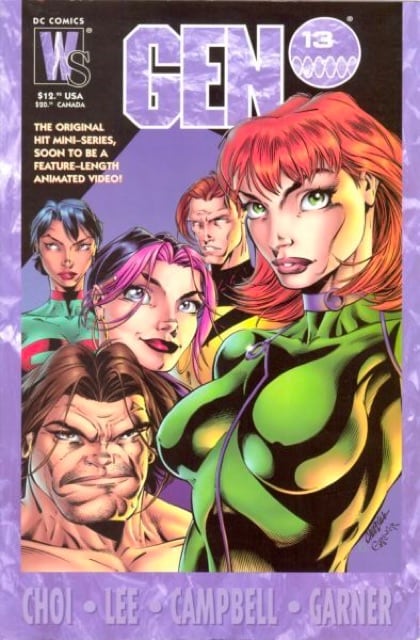 DC COMICS
WS
$12.95 USA
$20.50 CANADA
GEN
13
THE ORIGINAL
HIT MINI-SERIES,
SOON TO BE A
FEATURE-LENGTH
ANIMATED VIDEO!
CHOI • LEE • CAMPBELL • GARNER